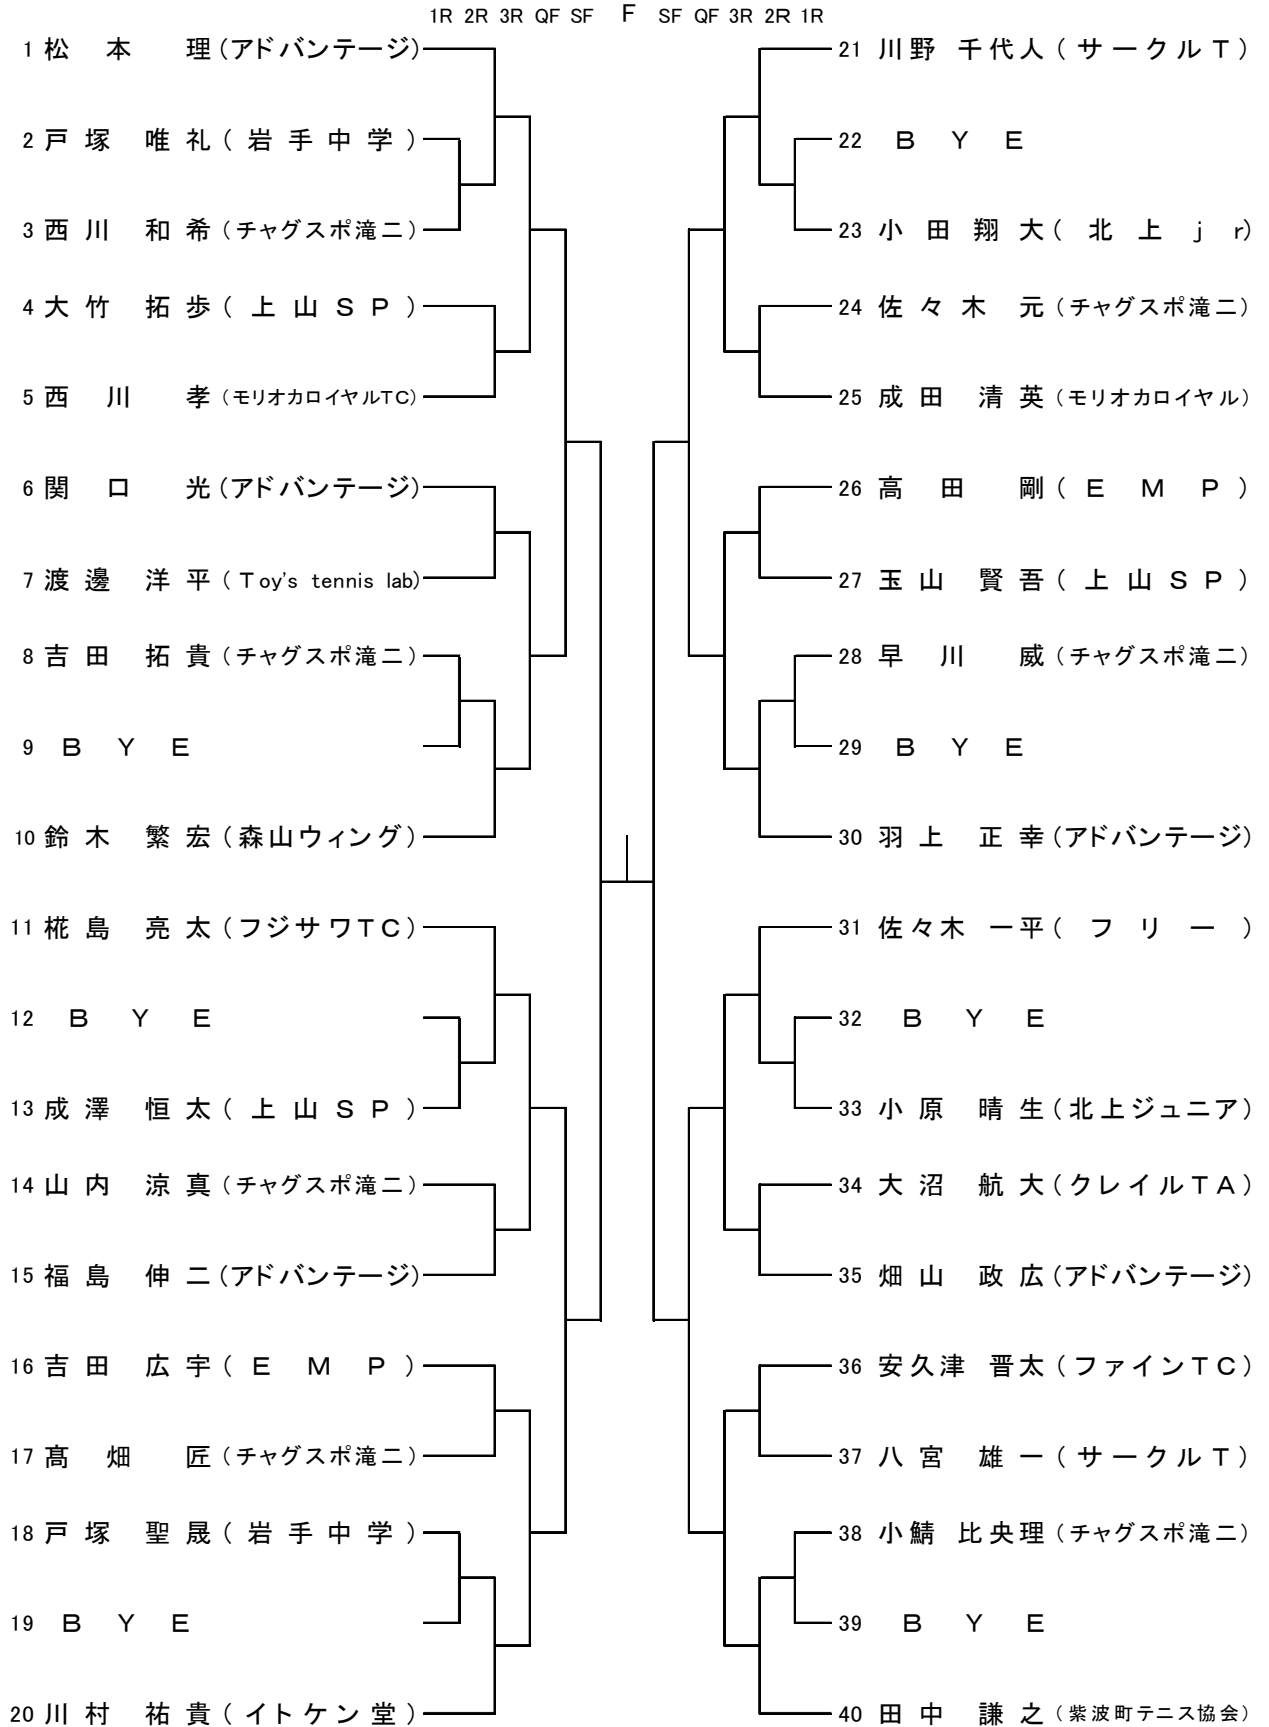 1R 2R 3R QF SF F SF QF 3R 2R 1R
1 松本 理 (アドバンテージ)
2 戸塚 唯礼 (岩手中学)
3 西川 和希 (チャグスポ滝二)
4 大竹 拓歩 (上山SP)
5 西川 孝 (モリオカロイヤルTC)
6 関口 光 (アドバンテージ)
7 渡邊 洋平 (Toy's tennis lab)
8 吉田 拓貴 (チャグスポ滝二)
9 BYE
10 鈴木 繁宏 (森山ウィング)
11 椛島 亮太 (フジサワTC)
12 BYE
13 成澤 恒太 (上山SP)
14 山内 涼真 (チャグスポ滝二)
15 福島 伸二 (アドバンテージ)
16 吉田 広宇 (EMP)
17 髙畑 匠 (チャグスポ滝二)
18 戸塚 聖晟 (岩手中学)
19 BYE
20 川村 祐貴 (イトケン堂)
21 川野 千代人 (サークルT)
22 BYE
23 小田 翔大 (北上jr)
24 佐々木 元 (チャグスポ滝二)
25 成田 清英 (モリオカロイヤル)
26 高田 剛 (EMP)
27 玉山 賢吾 (上山SP)
28 早川 威 (チャグスポ滝二)
29 BYE
30 羽上 正幸 (アドバンテージ)
31 佐々木 一平 (フリー)
32 BYE
33 小原 晴生 (北上ジュニア)
34 大沼 航大 (クレイルTA)
35 畑山 政広 (アドバンテージ)
36 安久津 晋太 (ファインTC)
37 八宮 雄一 (サークルT)
38 小鯖 比央理 (チャグスポ滝二)
39 BYE
40 田中 謙之 (紫波町テニス協会)